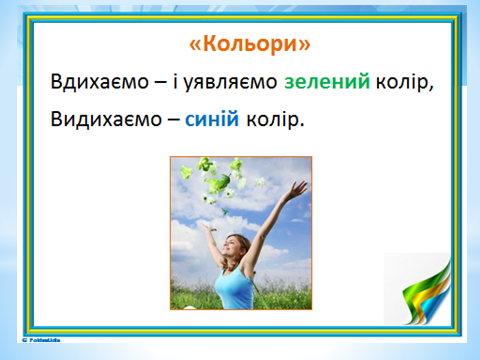 «Кольори»
Вдихаємо – і уявляємо зелений колір,
Видихаємо – синій колір.